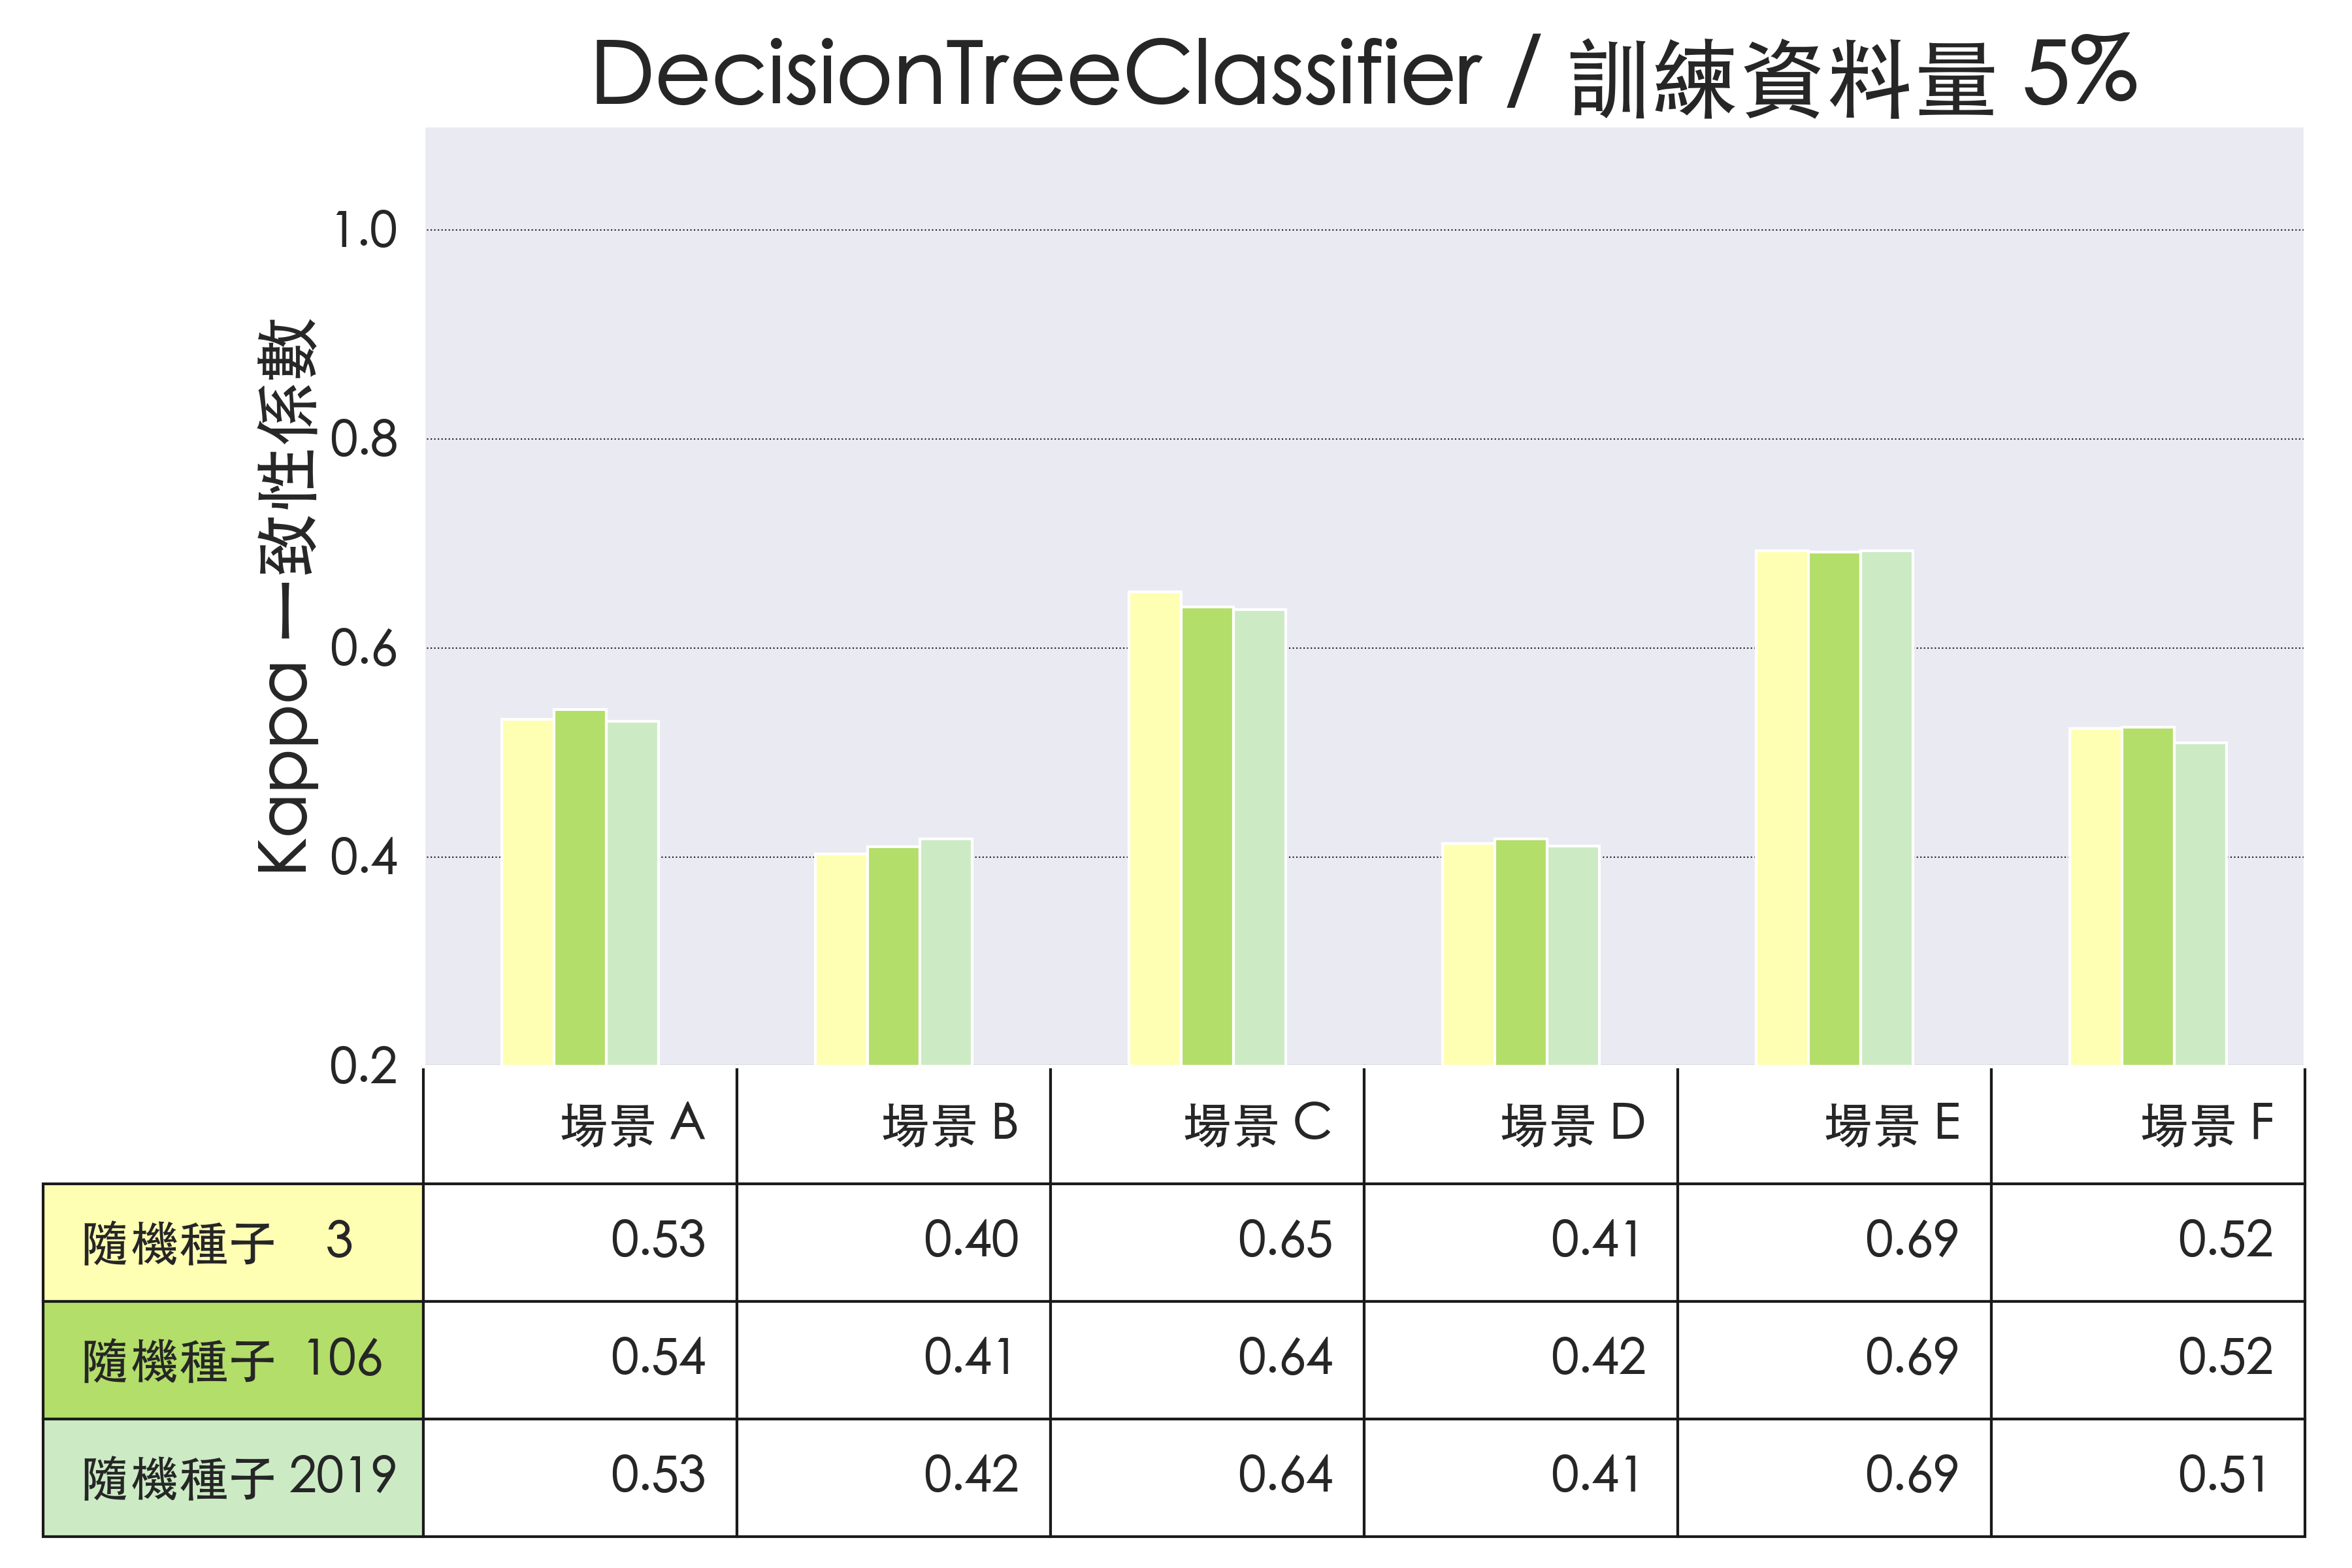 DecisionTreeClassifier / 訓練資料量 5%
Kappa 一致性係數
1.0
0.8
0.6
0.4
0.2
場景 A 場景 B 場景 C 場景 D 場景 E 場景 F
隨機種子 3 0.53 0.40 0.65 0.41 0.69 0.52
隨機種子 106 0.54 0.41 0.64 0.42 0.69 0.52
隨機種子 2019 0.53 0.42 0.64 0.41 0.69 0.51